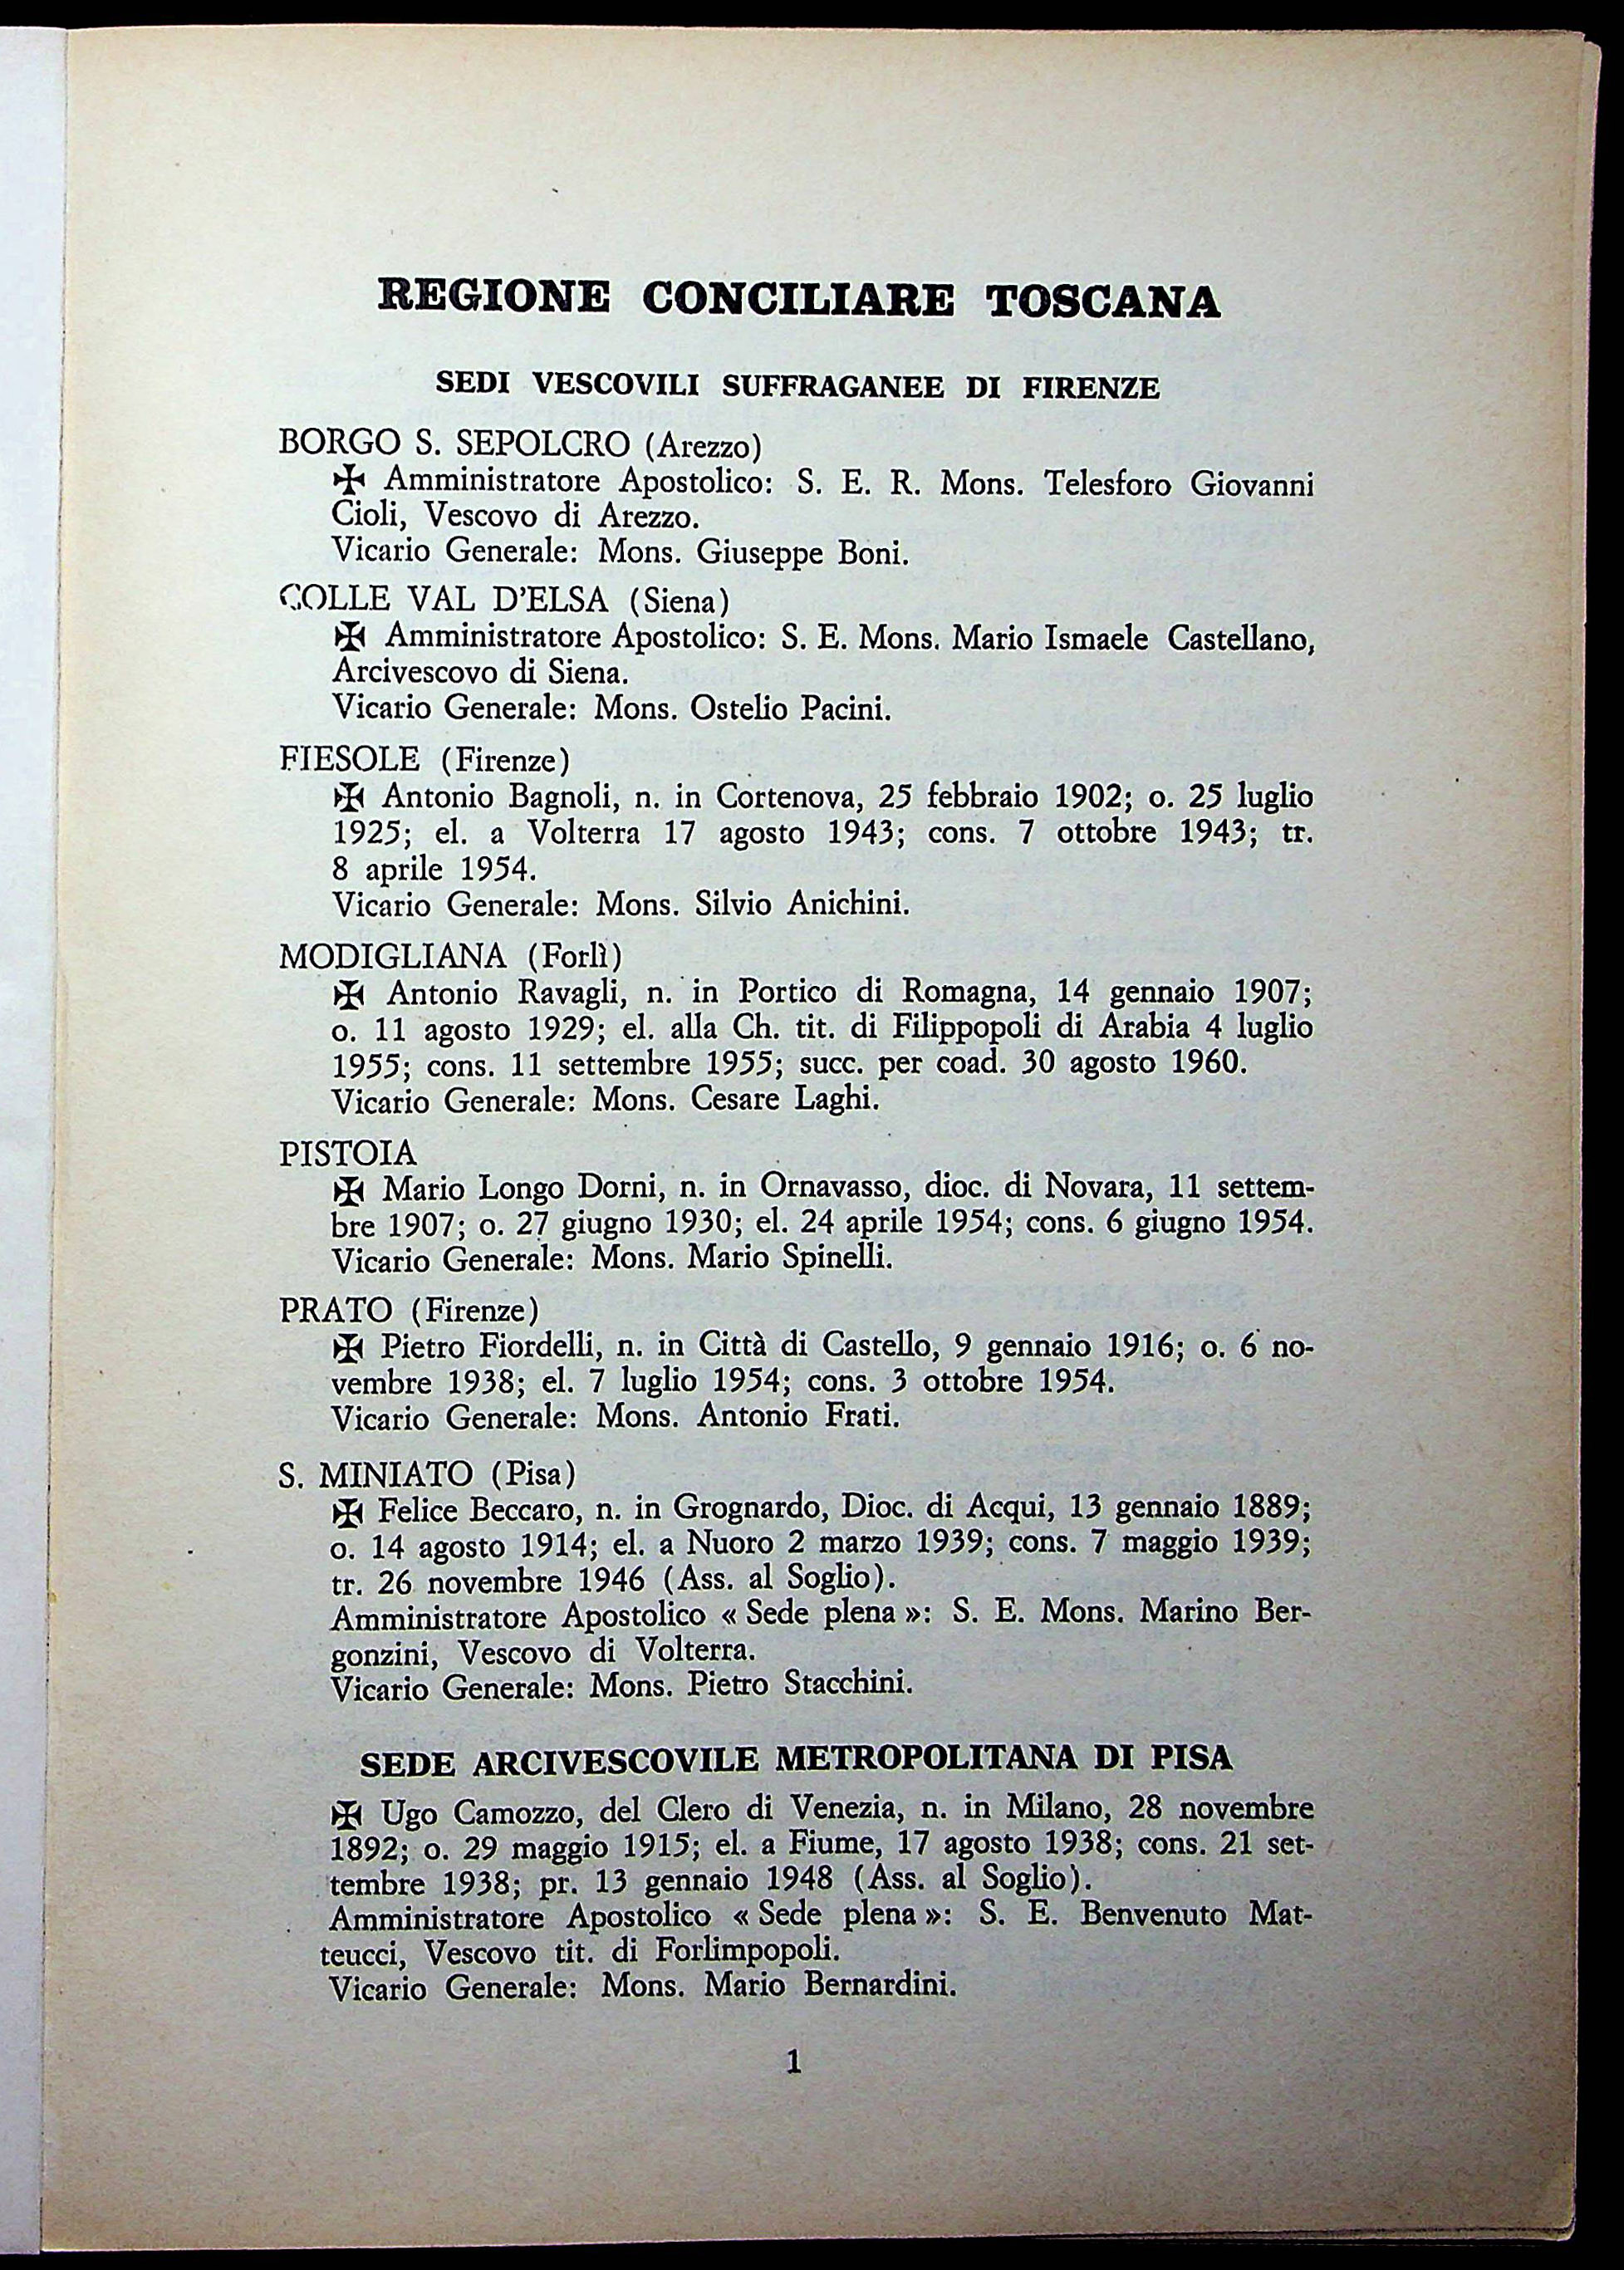 REGIONE CONCILIARE TOSCANA
SEDI VESCOVILI SUFFRAGANEE DI FIRENZE
BORGO S. SEPOLCRO (Arezzo)
✠ Amministratore Apostolico: S. E. R. Mons. Telesforo Giovanni
Cioli, Vescovo di Arezzo.
Vicario Generale: Mons. Giuseppe Boni.
COLLE VAL D'ELSA (Siena)
✠ Amministratore Apostolico: S. E. Mons. Mario Ismaele Castellano,
Arcivescovo di Siena.
Vicario Generale: Mons. Ostelio Pacini.
FIESOLE (Firenze)
✠ Antonio Bagnoli, n. in Cortenova, 25 febbraio 1902; o. 25 luglio
1925; el. a Volterra 17 agosto 1943; cons. 7 ottobre 1943; tr.
8 aprile 1954.
Vicario Generale: Mons. Silvio Anichini.
MODIGLIANA (Forlì)
✠ Antonio Ravagli, n. in Portico di Romagna, 14 gennaio 1907;
o. 11 agosto 1929; el. alla Ch. tit. di Filippopoli di Arabia 4 luglio
1955; cons. 11 settembre 1955; succ. per coad. 30 agosto 1960.
Vicario Generale: Mons. Cesare Laghi.
PISTOIA
✠ Mario Longo Dorni, n. in Ornavasso, dioc. di Novara, 11 settem-
bre 1907; o. 27 giugno 1930; el. 24 aprile 1954; cons. 6 giugno 1954.
Vicario Generale: Mons. Mario Spinelli.
PRATO (Firenze)
✠ Pietro Fiordelli, n. in Città di Castello, 9 gennaio 1916; o. 6 no-
vembre 1938; el. 7 luglio 1954; cons. 3 ottobre 1954.
Vicario Generale: Mons. Antonio Frati.
S. MINIATO (Pisa)
✠ Felice Beccaro, n. in Grognardo, Dioc. di Acqui, 13 gennaio 1889;
o. 14 agosto 1914; el. a Nuoro 2 marzo 1939; cons. 7 maggio 1939;
tr. 26 novembre 1946 (Ass. al Soglio).
Amministratore Apostolico « Sede plena »: S. E. Mons. Marino Ber-
gonzini, Vescovo di Volterra.
Vicario Generale: Mons. Pietro Stacchini.
SEDE ARCIVESCOVILE METROPOLITANA DI PISA
✠ Ugo Camozzo, del Clero di Venezia, n. in Milano, 28 novembre
1892; o. 29 maggio 1915; el. a Fiume, 17 agosto 1938; cons. 21 set-
tembre 1938; pr. 13 gennaio 1948 (Ass. al Soglio).
Amministratore Apostolico « Sede plena »: S. E. Benvenuto Mat-
teucci, Vescovo tit. di Forlimpopoli.
Vicario Generale: Mons. Mario Bernardini.
1